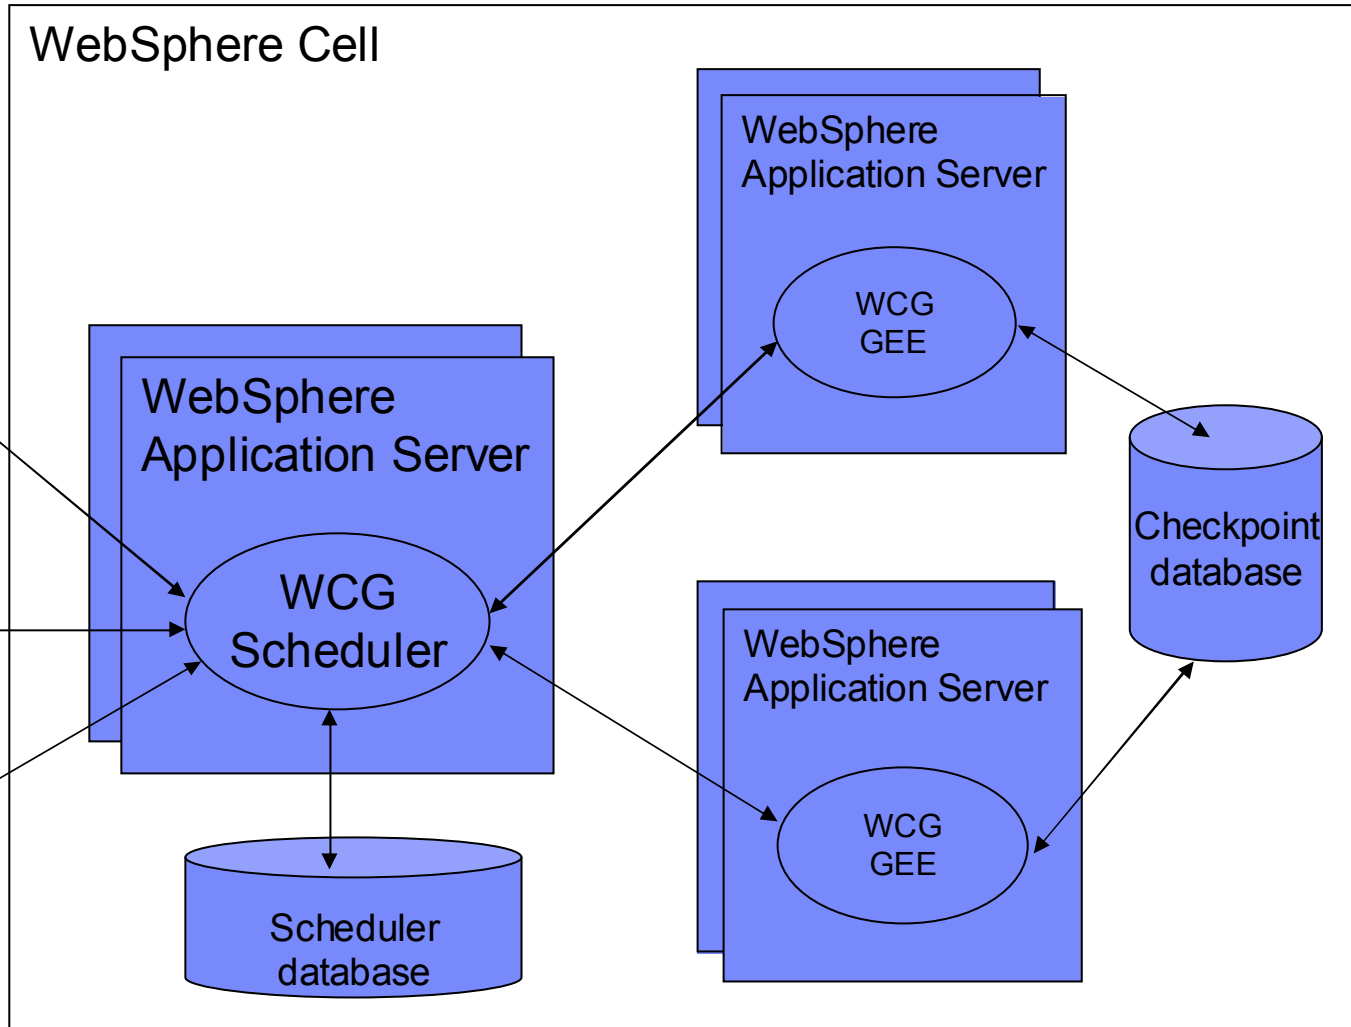 WebSphere Cell
WebSphere
Application Server
WCG
GEE
WebSphere
Application Server
WCG
Scheduler
Checkpoint
database
WebSphere
Application Server
WCG
GEE
Scheduler
database